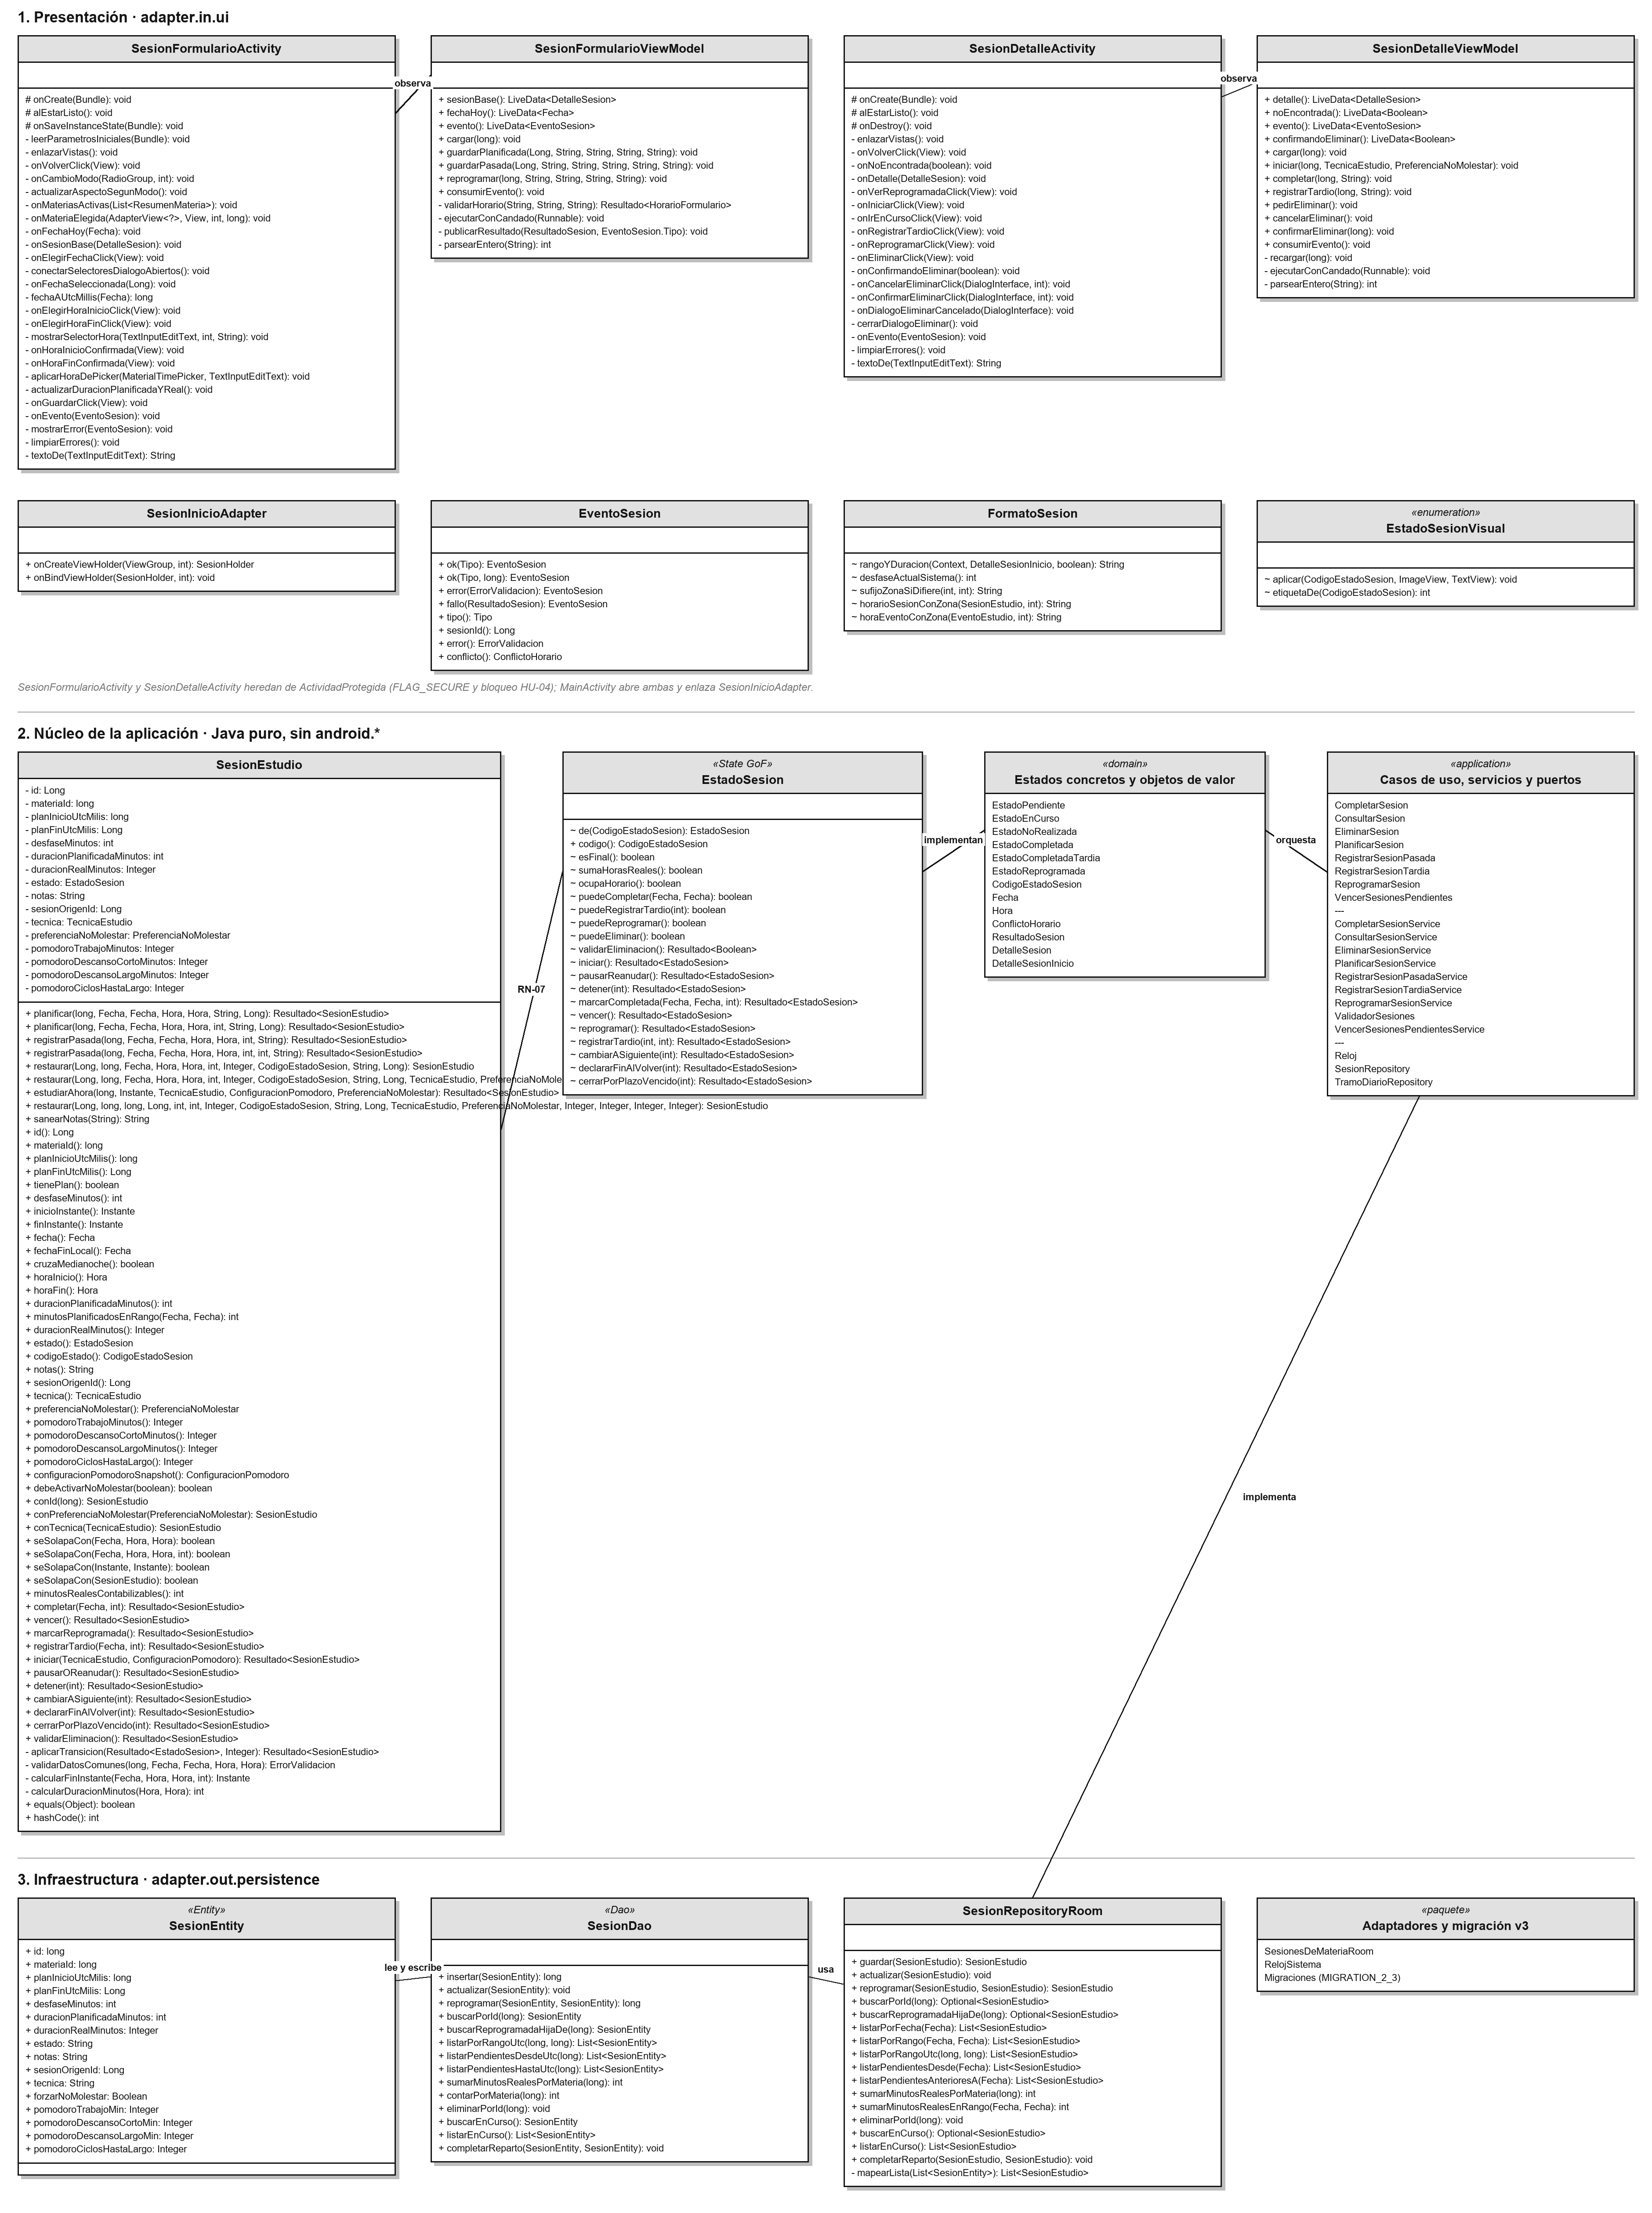 1. Presentación · adapter.in.ui
SesionFormularioActivity
# onCreate(Bundle): void
# alEstarListo(): void
# onSaveInstanceState(Bundle): void
- leerParametrosIniciales(Bundle): void
- enlazarVistas(): void
- onVolverClick(View): void
- onCambioModo(RadioGroup, int): void
- actualizarAspectoSegunModo(): void
- onMateriasActivas(List<ResumenMateria>): void
- onMateriaElegida(AdapterView<?>, View, int, long): void
- onFechaHoy(Fecha): void
- onSesionBase(DetalleSesion): void
- onElegirFechaClick(View): void
- conectarSelectoresDialogoAbiertos(): void
- onFechaSeleccionada(Long): void
- fechaAUtcMillis(Fecha): long
- onElegirHoraInicioClick(View): void
- onElegirHoraFinClick(View): void
- mostrarSelectorHora(TextInputEditText, int, String): void
- onHoraInicioConfirmada(View): void
- onHoraFinConfirmada(View): void
- aplicarHoraDePicker(MaterialTimePicker, TextInputEditText): void
- actualizarDuracionPlanificadaYReal(): void
- onGuardarClick(View): void
- onEvento(EventoSesion): void
- mostrarError(EventoSesion): void
- limpiarErrores(): void
- textoDe(TextInputEditText): String
observa
SesionFormularioViewModel
+ sesionBase(): LiveData<DetalleSesion>
+ fechaHoy(): LiveData<Fecha>
+ evento(): LiveData<EventoSesion>
+ cargar(long): void
+ guardarPlanificada(Long, String, String, String, String): void
+ guardarPasada(Long, String, String, String, String, String): void
+ reprogramar(long, String, String, String, String): void
+ consumirEvento(): void
- validarHorario(String, String, String): Resultado<HorarioFormulario>
- ejecutarConCandado(Runnable): void
- publicarResultado(ResultadoSesion, EventoSesion.Tipo): void
- parsearEntero(String): int
SesionDetalleActivity
# onCreate(Bundle): void
# alEstarListo(): void
# onDestroy(): void
- enlazarVistas(): void
- onVolverClick(View): void
- onNoEncontrada(boolean): void
- onDetalle(DetalleSesion): void
- onVerReprogramadaClick(View): void
- onIniciarClick(View): void
- onIrEnCursoClick(View): void
- onRegistrarTardioClick(View): void
- onReprogramarClick(View): void
- onEliminarClick(View): void
- onConfirmandoEliminar(boolean): void
- onCancelarEliminarClick(DialogInterface, int): void
- onConfirmarEliminarClick(DialogInterface, int): void
- onDialogoEliminarCancelado(DialogInterface): void
- cerrarDialogoEliminar(): void
- onEvento(EventoSesion): void
- limpiarErrores(): void
- textoDe(TextInputEditText): String
observa
SesionDetalleViewModel
+ detalle(): LiveData<DetalleSesion>
+ noEncontrada(): LiveData<Boolean>
+ evento(): LiveData<EventoSesion>
+ confirmandoEliminar(): LiveData<Boolean>
+ cargar(long): void
+ iniciar(long, TecnicaEstudio, PreferenciaNoMolestar): void
+ completar(long, String): void
+ registrarTardio(long, String): void
+ pedirEliminar(): void
+ cancelarEliminar(): void
+ confirmarEliminar(long): void
+ consumirEvento(): void
- recargar(long): void
- ejecutarConCandado(Runnable): void
- parsearEntero(String): int
SesionInicioAdapter
+ onCreateViewHolder(ViewGroup, int): SesionHolder
+ onBindViewHolder(SesionHolder, int): void
EventoSesion
+ ok(Tipo): EventoSesion
+ ok(Tipo, long): EventoSesion
+ error(ErrorValidacion): EventoSesion
+ fallo(ResultadoSesion): EventoSesion
+ tipo(): Tipo
+ sesionId(): Long
+ error(): ErrorValidacion
+ conflicto(): ConflictoHorario
FormatoSesion
~ rangoYDuracion(Context, DetalleSesionInicio, boolean): String
~ desfaseActualSistema(): int
~ sufijoZonaSiDifiere(int, int): String
~ horarioSesionConZona(SesionEstudio, int): String
~ horaEventoConZona(EventoEstudio, int): String
«enumeration»
EstadoSesionVisual
~ aplicar(CodigoEstadoSesion, ImageView, TextView): void
~ etiquetaDe(CodigoEstadoSesion): int
SesionFormularioActivity y SesionDetalleActivity heredan de ActividadProtegida (FLAG_SECURE y bloqueo HU-04); MainActivity abre ambas y enlaza SesionInicioAdapter.
2. Núcleo de la aplicación · Java puro, sin android.*
SesionEstudio
- id: Long
- materiaId: long
- planInicioUtcMilis: long
- planFinUtcMilis: Long
- desfaseMinutos: int
- duracionPlanificadaMinutos: int
- duracionRealMinutos: Integer
- estado: EstadoSesion
- notas: String
- sesionOrigenId: Long
- tecnica: TecnicaEstudio
- preferenciaNoMolestar: PreferenciaNoMolestar
- pomodoroTrabajoMinutos: Integer
- pomodoroDescansoCortoMinutos: Integer
- pomodoroDescansoLargoMinutos: Integer
- pomodoroCiclosHastaLargo: Integer
+ planificar(long, Fecha, Fecha, Hora, Hora, String, Long): Resultado<SesionEstudio>
+ planificar(long, Fecha, Fecha, Hora, Hora, int, String, Long): Resultado<SesionEstudio>
+ registrarPasada(long, Fecha, Fecha, Hora, Hora, int, String): Resultado<SesionEstudio>
+ registrarPasada(long, Fecha, Fecha, Hora, Hora, int, int, String): Resultado<SesionEstudio>
+ restaurar(Long, long, Fecha, Hora, Hora, int, Integer, CodigoEstadoSesion, String, Long): SesionEstudio
+ restaurar(Long, long, Fecha, Hora, Hora, int, Integer, CodigoEstadoSesion, String, Long, TecnicaEstudio, PreferenciaNoMole
+ estudiarAhora(long, Instante, TecnicaEstudio, ConfiguracionPomodoro, PreferenciaNoMolestar): Resultado<SesionEstudio>
+ restaurar(Long, long, long, Long, int, int, Integer, CodigoEstadoSesion, String, Long, TecnicaEstudio, PreferenciaNoMolestar, Integer, Integer, Integer, Integer): SesionEstudio
+ sanearNotas(String): String
+ id(): Long
+ materiaId(): long
+ planInicioUtcMilis(): long
+ planFinUtcMilis(): Long
+ tienePlan(): boolean
+ desfaseMinutos(): int
+ inicioInstante(): Instante
+ finInstante(): Instante
+ fecha(): Fecha
+ fechaFinLocal(): Fecha
+ cruzaMedianoche(): boolean
+ horaInicio(): Hora
+ horaFin(): Hora
+ duracionPlanificadaMinutos(): int
+ minutosPlanificadosEnRango(Fecha, Fecha): int
+ duracionRealMinutos(): Integer
+ estado(): EstadoSesion
+ codigoEstado(): CodigoEstadoSesion
+ notas(): String
+ sesionOrigenId(): Long
+ tecnica(): TecnicaEstudio
+ preferenciaNoMolestar(): PreferenciaNoMolestar
+ pomodoroTrabajoMinutos(): Integer
+ pomodoroDescansoCortoMinutos(): Integer
+ pomodoroDescansoLargoMinutos(): Integer
+ pomodoroCiclosHastaLargo(): Integer
+ configuracionPomodoroSnapshot(): ConfiguracionPomodoro
+ debeActivarNoMolestar(boolean): boolean
+ conId(long): SesionEstudio
+ conPreferenciaNoMolestar(PreferenciaNoMolestar): SesionEstudio
+ conTecnica(TecnicaEstudio): SesionEstudio
+ seSolapaCon(Fecha, Hora, Hora): boolean
+ seSolapaCon(Fecha, Hora, Hora, int): boolean
+ seSolapaCon(Instante, Instante): boolean
+ seSolapaCon(SesionEstudio): boolean
+ minutosRealesContabilizables(): int
+ completar(Fecha, int): Resultado<SesionEstudio>
+ vencer(): Resultado<SesionEstudio>
+ marcarReprogramada(): Resultado<SesionEstudio>
+ registrarTardio(Fecha, int): Resultado<SesionEstudio>
+ iniciar(TecnicaEstudio, ConfiguracionPomodoro): Resultado<SesionEstudio>
+ pausarOReanudar(): Resultado<SesionEstudio>
+ detener(int): Resultado<SesionEstudio>
+ cambiarASiguiente(int): Resultado<SesionEstudio>
+ declararFinAlVolver(int): Resultado<SesionEstudio>
+ cerrarPorPlazoVencido(int): Resultado<SesionEstudio>
+ validarEliminacion(): Resultado<SesionEstudio>
- aplicarTransicion(Resultado<EstadoSesion>, Integer): Resultado<SesionEstudio>
- validarDatosComunes(long, Fecha, Fecha, Hora, Hora): ErrorValidacion
- calcularFinInstante(Fecha, Hora, Hora, int): Instante
- calcularDuracionMinutos(Hora, Hora): int
+ equals(Object): boolean
+ hashCode(): int
RN-07
«State GoF»
EstadoSesion
~ de(CodigoEstadoSesion): EstadoSesion
+ codigo(): CodigoEstadoSesion
~ esFinal(): boolean
~ sumaHorasReales(): boolean
~ ocupaHorario(): boolean
~ puedeCompletar(Fecha, Fecha): boolean
~ puedeRegistrarTardio(int): boolean
~ puedeReprogramar(): boolean
~ puedeEliminar(): boolean
~ validarEliminacion(): Resultado<Boolean>
~ iniciar(): Resultado<EstadoSesion>
~ pausarReanudar(): Resultado<EstadoSesion>
~ detener(int): Resultado<EstadoSesion>
~ marcarCompletada(Fecha, Fecha, int): Resultado<EstadoSesion>
~ vencer(): Resultado<EstadoSesion>
~ reprogramar(): Resultado<EstadoSesion>
~ registrarTardio(int, int): Resultado<EstadoSesion>
~ cambiarASiguiente(int): Resultado<EstadoSesion>
~ declararFinAlVolver(int): Resultado<EstadoSesion>
~ cerrarPorPlazoVencido(int): Resultado<EstadoSesion>
implementan
«domain»
Estados concretos y objetos de valor
EstadoPendiente
EstadoEnCurso
EstadoNoRealizada
EstadoCompletada
EstadoCompletadaTardia
EstadoReprogramada
CodigoEstadoSesion
Fecha
Hora
ConflictoHorario
ResultadoSesion
DetalleSesion
DetalleSesionInicio
orquesta
«application»
Casos de uso, servicios y puertos
CompletarSesion
ConsultarSesion
EliminarSesion
PlanificarSesion
RegistrarSesionPasada
RegistrarSesionTardia
ReprogramarSesion
VencerSesionesPendientes
---
CompletarSesionService
ConsultarSesionService
EliminarSesionService
PlanificarSesionService
RegistrarSesionPasadaService
RegistrarSesionTardiaService
ReprogramarSesionService
ValidadorSesiones
VencerSesionesPendientesService
---
Reloj
SesionRepository
TramoDiarioRepository
implementa
3. Infraestructura · adapter.out.persistence
«Entity»
SesionEntity
+ id: long
+ materiaId: long
+ planInicioUtcMilis: long
+ planFinUtcMilis: Long
+ desfaseMinutos: int
+ duracionPlanificadaMinutos: int
+ duracionRealMinutos: Integer
+ estado: String
+ notas: String
+ sesionOrigenId: Long
+ tecnica: String
+ forzarNoMolestar: Boolean
+ pomodoroTrabajoMin: Integer
+ pomodoroDescansoCortoMin: Integer
+ pomodoroDescansoLargoMin: Integer
+ pomodoroCiclosHastaLargo: Integer
lee y escribe
«Dao»
SesionDao
+ insertar(SesionEntity): long
+ actualizar(SesionEntity): void
+ reprogramar(SesionEntity, SesionEntity): long
+ buscarPorId(long): SesionEntity
+ buscarReprogramadaHijaDe(long): SesionEntity
+ listarPorRangoUtc(long, long): List<SesionEntity>
+ listarPendientesDesdeUtc(long): List<SesionEntity>
+ listarPendientesHastaUtc(long): List<SesionEntity>
+ sumarMinutosRealesPorMateria(long): int
+ contarPorMateria(long): int
+ eliminarPorId(long): void
+ buscarEnCurso(): SesionEntity
+ listarEnCurso(): List<SesionEntity>
+ completarReparto(SesionEntity, SesionEntity): void
usa
SesionRepositoryRoom
+ guardar(SesionEstudio): SesionEstudio
+ actualizar(SesionEstudio): void
+ reprogramar(SesionEstudio, SesionEstudio): SesionEstudio
+ buscarPorId(long): Optional<SesionEstudio>
+ buscarReprogramadaHijaDe(long): Optional<SesionEstudio>
+ listarPorFecha(Fecha): List<SesionEstudio>
+ listarPorRango(Fecha, Fecha): List<SesionEstudio>
+ listarPorRangoUtc(long, long): List<SesionEstudio>
+ listarPendientesDesde(Fecha): List<SesionEstudio>
+ listarPendientesAnterioresA(Fecha): List<SesionEstudio>
+ sumarMinutosRealesPorMateria(long): int
+ sumarMinutosRealesEnRango(Fecha, Fecha): int
+ eliminarPorId(long): void
+ buscarEnCurso(): Optional<SesionEstudio>
+ listarEnCurso(): List<SesionEstudio>
+ completarReparto(SesionEstudio, SesionEstudio): void
- mapearLista(List<SesionEntity>): List<SesionEstudio>
«paquete»
Adaptadores y migración v3
SesionesDeMateriaRoom
RelojSistema
Migraciones (MIGRATION_2_3)